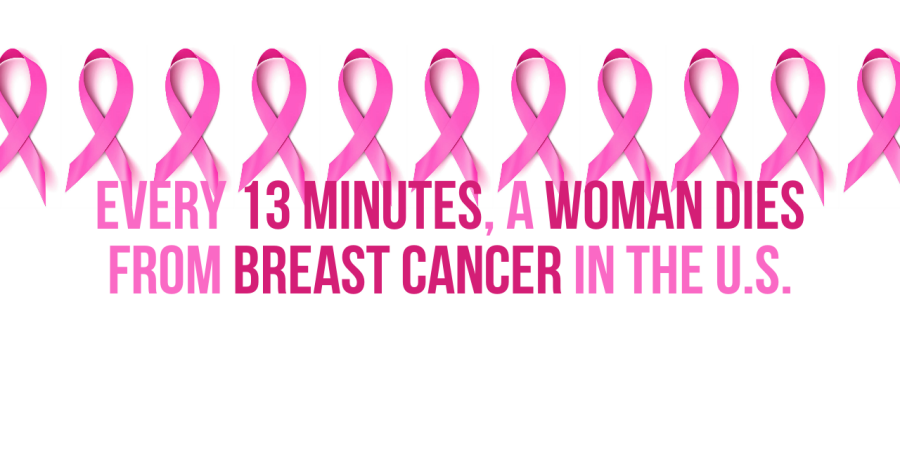 EVERY 13 MINUTES, A WOMAN DIES
FROM BREAST CANCER IN THE U.S.